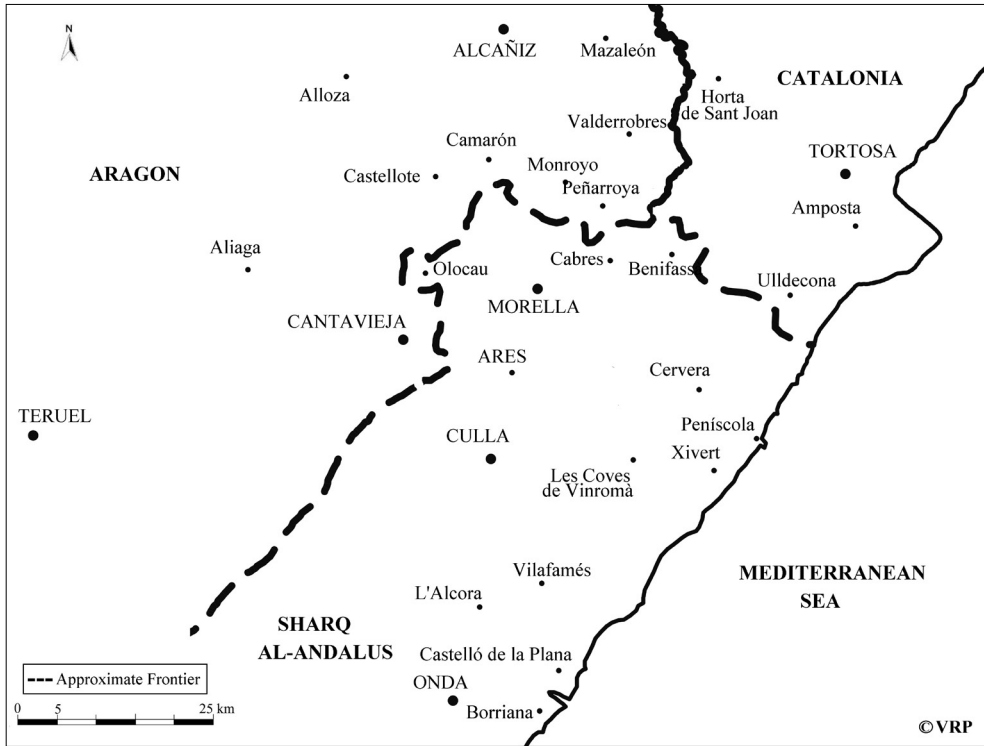 N
ALCAÑIZ
Mazaleón
CATALONIA
Alloza
Horta
de Sant Joan
Valderrobres
Camarón
TORTOSA
Monroyo
ARAGON
Castellote
Peñarroya
Amposta
Aliaga
Olocau
Cabres
Benifass
Ulldecona
MORELLA
CANTAVIEJA
ARES
Cervera
TERUEL
Peníscola
CULLA
Xivert
Les Coves
de Vinromà
Vilafamés
MEDITERRANEAN
SEA
L'Alcora
SHARQ
AL-ANDALUS
Castelló de la Plana
Approximate Frontier
ONDA
0 5 25 km
Borriana
© VRP